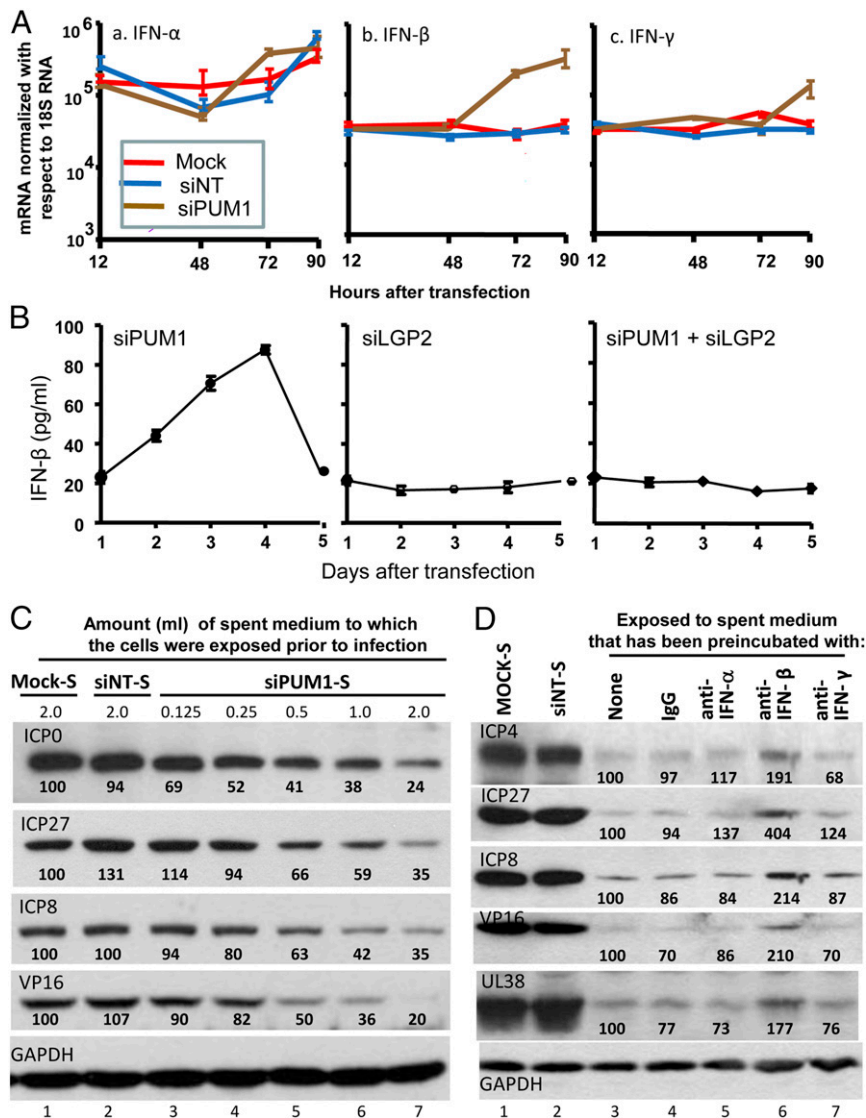 A
a. IFN-α
b. IFN-β
c. IFN-γ
mRNA normalized with
respect to 18S RNA
10^6
10^5
10^4
10^3
Mock
siNT
siPUM1
12 48 72 90
12 48 72 90
12 48 72 90
Hours after transfection
B
siPUM1
siLGP2
siPUM1 + siLGP2
IFN-β (pg/ml)
100
80
60
40
20
0
1 2 3 4 5
1 2 3 4 5
1 2 3 4 5
Days after transfection
C
Amount (ml) of spent medium to which
the cells were exposed prior to infection
Mock-S siNT-S siPUM1-S
2.0 2.0 0.125 0.25 0.5 1.0 2.0
ICP0
100 94 69 52 41 38 24
ICP27
100 131 114 94 66 59 35
ICP8
100 100 94 80 63 42 35
VP16
100 107 90 82 50 36 20
GAPDH
1 2 3 4 5 6 7
D
Exposed to spent medium
that has been preincubated with:
MOCK-S
siNT-S
None
IgG
anti-
IFN-α
anti-
IFN- β
anti-
IFN- γ
ICP4
100 97 117 191 68
ICP27
100 94 137 404 124
ICP8
100 86 84 214 87
VP16
100 70 86 210 70
UL38
100 77 73 177 76
GAPDH
1 2 3 4 5 6 7